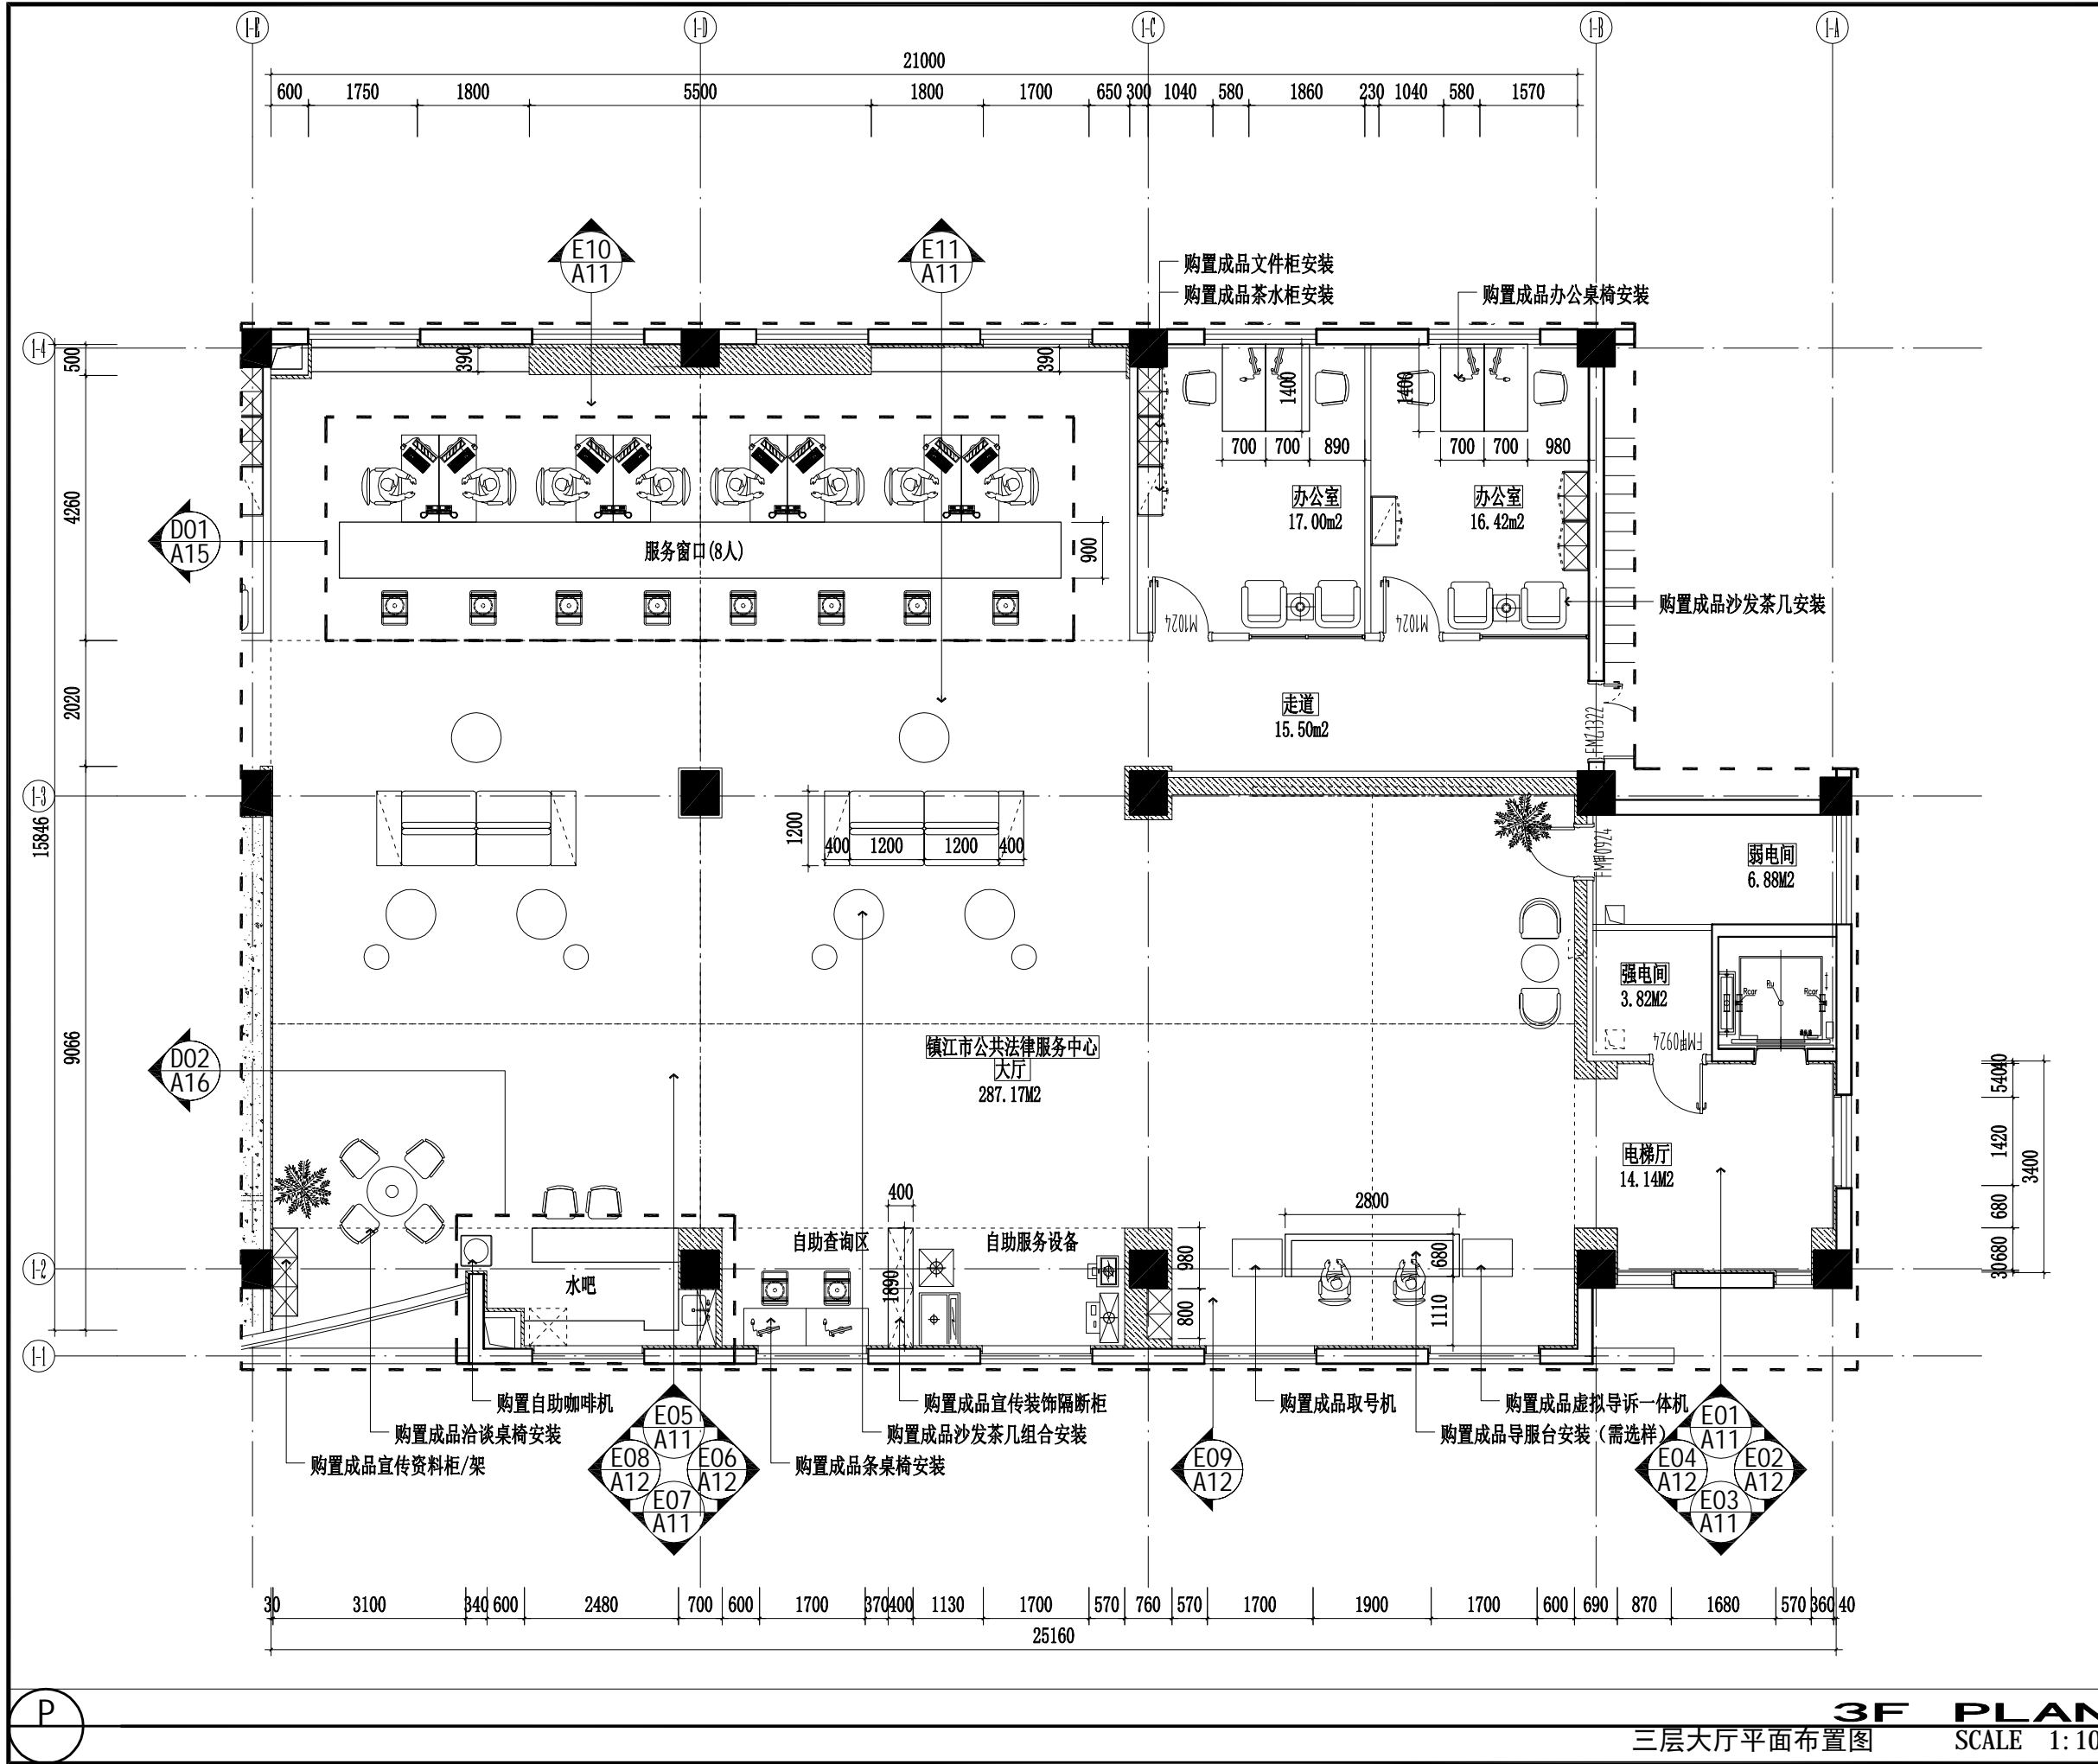 1-E
1-D
1-C
1-B
1-A
21000
600 1750 1800 5500 1800 1700 650 300 1040 580 1860 230 1040 580 1570
E10
A11
E11
A11
购置成品文件柜安装
购置成品茶水柜安装
购置成品办公桌椅安装
1-4
500
390
390
1400
1400
700 700 890
700 700 980
4260
办公室
17.00m2
办公室
16.42m2
D01
A15
服务窗口(8人)
900
购置成品沙发茶几安装
M1024
M1024
2020
走道
15.50m2
FMZ1322
1-3
15846
1200
400 1200 1200 400
FM甲0924
弱电间
6.88M2
强电间
3.82M2
Rcar
Ru
Rcar
FM甲0924
9066
D02
A16
镇江市公共法律服务中心
大厅
287.17M2
540
40
1420
3400
680
680
30
电梯厅
14.14M2
400
2800
自助查询区
自助服务设备
1890
980
680
800
1110
1-2
水吧
1-1
购置自助咖啡机
购置成品宣传装饰隔断柜
购置成品取号机
购置成品虚拟导诉一体机
购置成品洽谈桌椅安装
购置成品沙发茶几组合安装
购置成品导服台安装（需选样）
购置成品宣传资料柜/架
购置成品条桌椅安装
E05
A11
E08
A12
E06
A12
E07
A11
E09
A12
E01
A11
E04
A12
E02
A12
E03
A11
30 3100 340 600 2480 700 600 1700 370 400 1130 1700 570 760 570 1700 1900 1700 600 690 870 1680 570 360 40
25160
P
3F PLAN
三层大厅平面布置图 SCALE 1:10